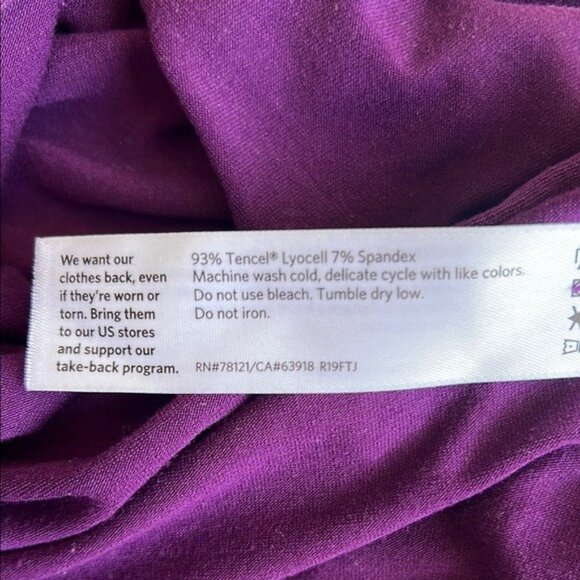 We want our
clothes back, even
if they're worn or
torn. Bring them
to our US stores
and support our
take-back program.
93% Tencel® Lyocell 7% Spandex
Machine wash cold, delicate cycle with like colors.
Do not use bleach. Tumble dry low.
Do not iron.
RN#78121/CA#63918 R19FTJ